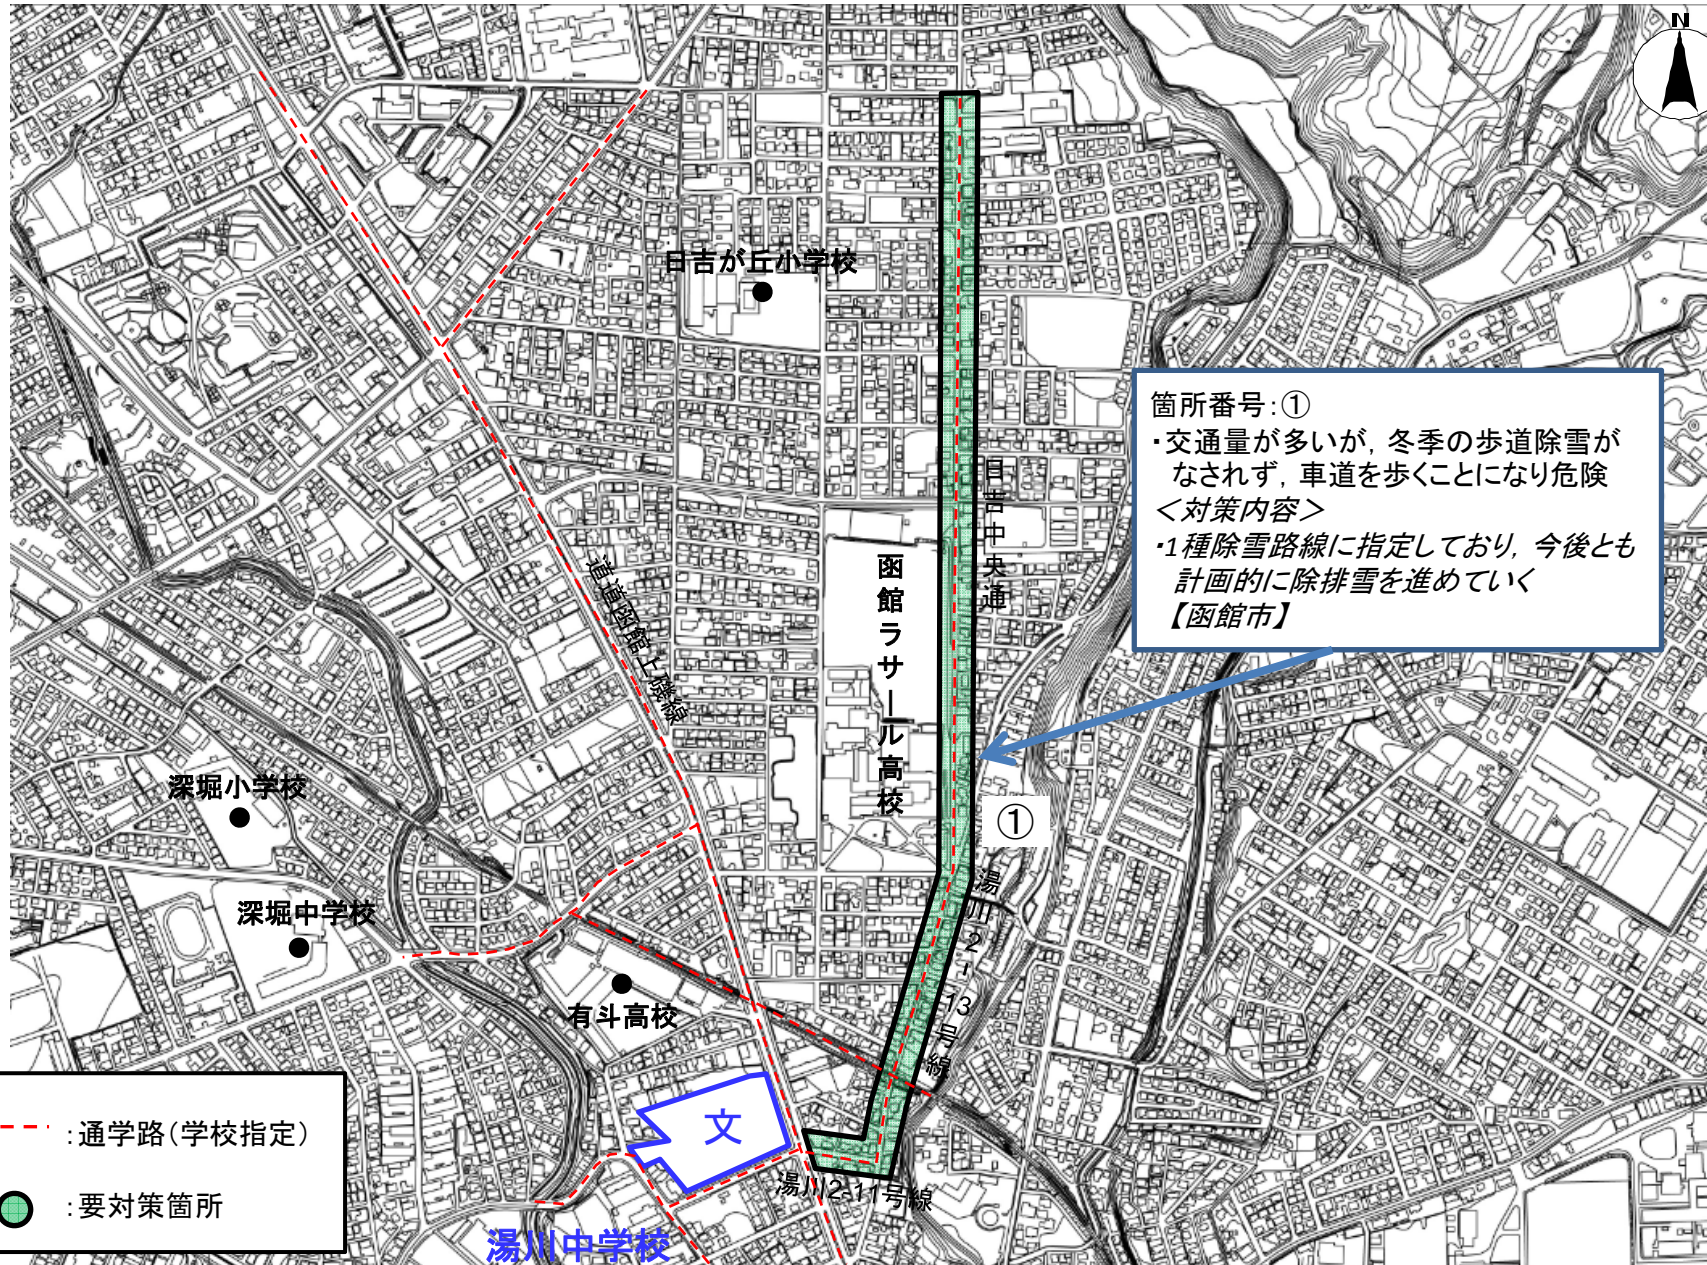 N
日吉が丘小学校
箇所番号:①
・交通量が多いが，冬季の歩道除雪が
なされず，車道を歩くことになり危険
＜対策内容＞
・1種除雪路線に指定しており，今後とも
計画的に除排雪を進めていく
【函館市】
日吉中央通
函館ラサール高校
道道函館上磯線
深堀小学校
①
深堀中学校
湯川2-13号線
有斗高校
文
:通学路(学校指定)
:要対策箇所
湯川2-11号線
湯川中学校